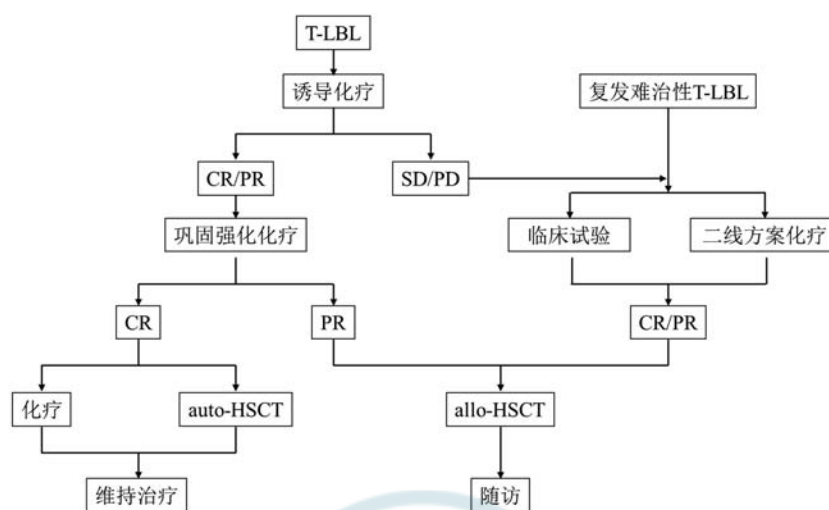 T-LBL
诱导化疗
复发难治性T-LBL
CR/PR
SD/PD
巩固强化化疗
临床试验
二线方案化疗
CR
PR
CR/PR
化疗
auto-HSCT
allo-HSCT
维持治疗
随访